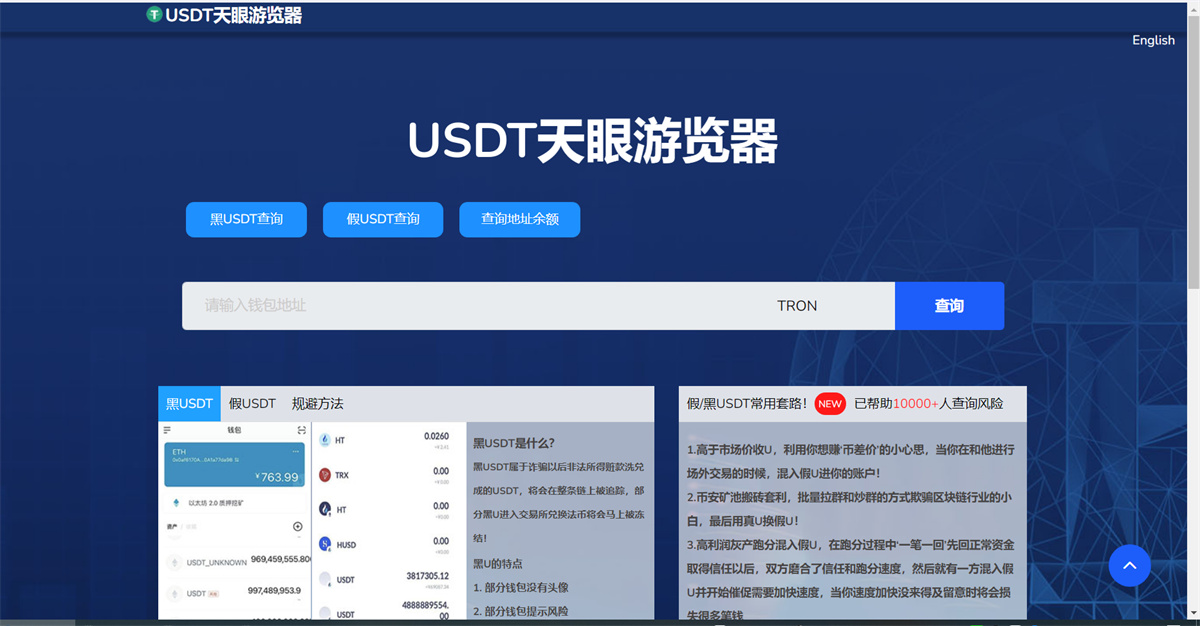 USDT天眼游览器
English
USDT天眼游览器
黑USDT查询
假USDT查询
查询地址余额
请输入钱包地址
TRON
查询
黑USDT
假USDT
规避方法
钱包
ETH
¥763.99
以太坊 2.0 质押挖矿
资产
USDT_UNKNOWN 969,459,555.80
USDT 997,489,953.9
HT 0.0260
TRX 0.00
HT 0.00
HUSD 0.00
USDT 3817305.12
USDT 4888889554.
00
黑USDT是什么？
黑USDT属于诈骗以后非法所得赃款洗兑
成的USDT，将会在整条链上被追踪，部
分黑U进入交易所兑换法币将会马上被冻
结！
黑U的特点
1. 部分钱包没有头像
2. 部分钱包提示风险
假/黑USDT常用套路！ NEW 已帮助10000+人查询风险
1.高于市场价收U，利用你想赚‘币差价’的小心思，当你在和他进行
场外交易的时候，混入假U进你的账户！
2.币安矿池搬砖套利，批量拉群和炒群的方式欺骗区块链行业的小
白，最后用真U换假U！
3.高利润灰产跑分混入假U，在跑分过程中‘一笔一回’先回正常资金
取得信任以后，双方磨合了信任和跑分速度，然后就有一方混入假
U并开始催促需要加快速度，当你速度加快没来得及留意时将会损
失很多笔钱